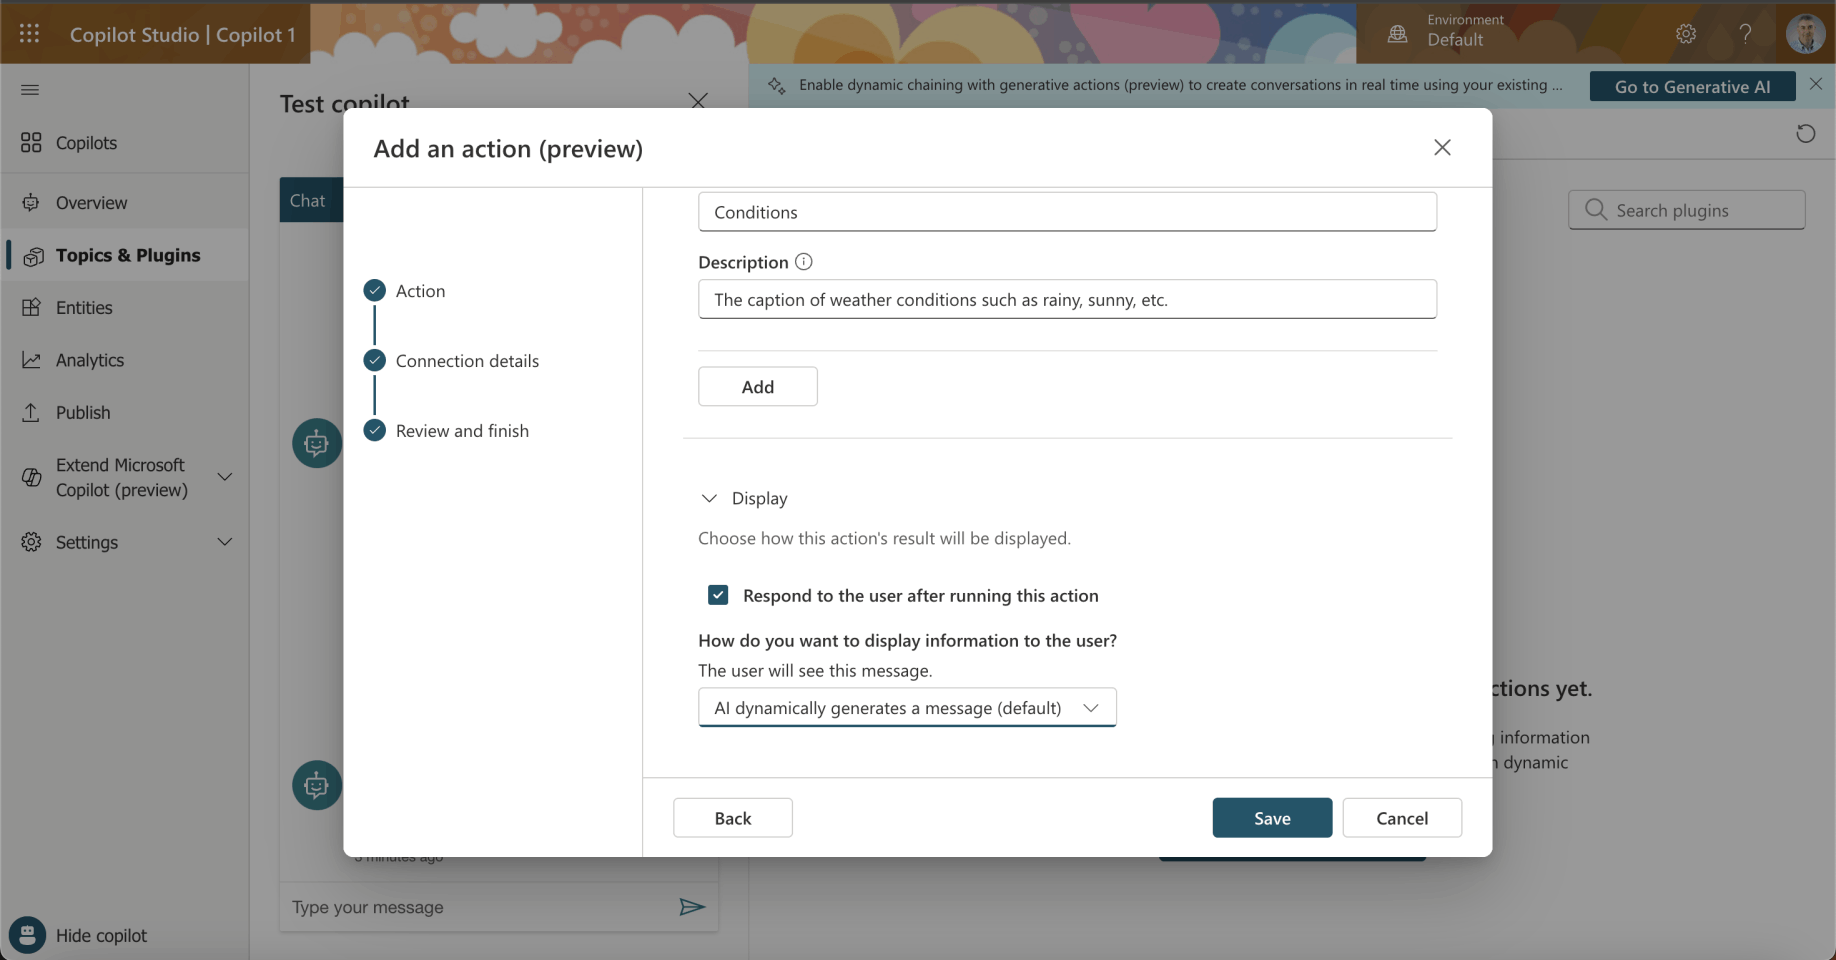 Copilot Studio | Copilot 1
Environment
Default
Enable dynamic chaining with generative actions (preview) to create conversations in real time using your existing ...
Go to Generative AI
Copilots
Overview
Topics & Plugins
Entities
Analytics
Publish
Extend Microsoft
Copilot (preview)
Settings
Hide copilot
Test copilot
Chat
Type your message
Search plugins
Add an action (preview)
Action
Connection details
Review and finish
Conditions
Description
The caption of weather conditions such as rainy, sunny, etc.
Add
Display
Choose how this action's result will be displayed.
Respond to the user after running this action
How do you want to display information to the user?
The user will see this message.
AI dynamically generates a message (default)
Back
Save
Cancel
ctions yet.
information
dynamic
minutes ago